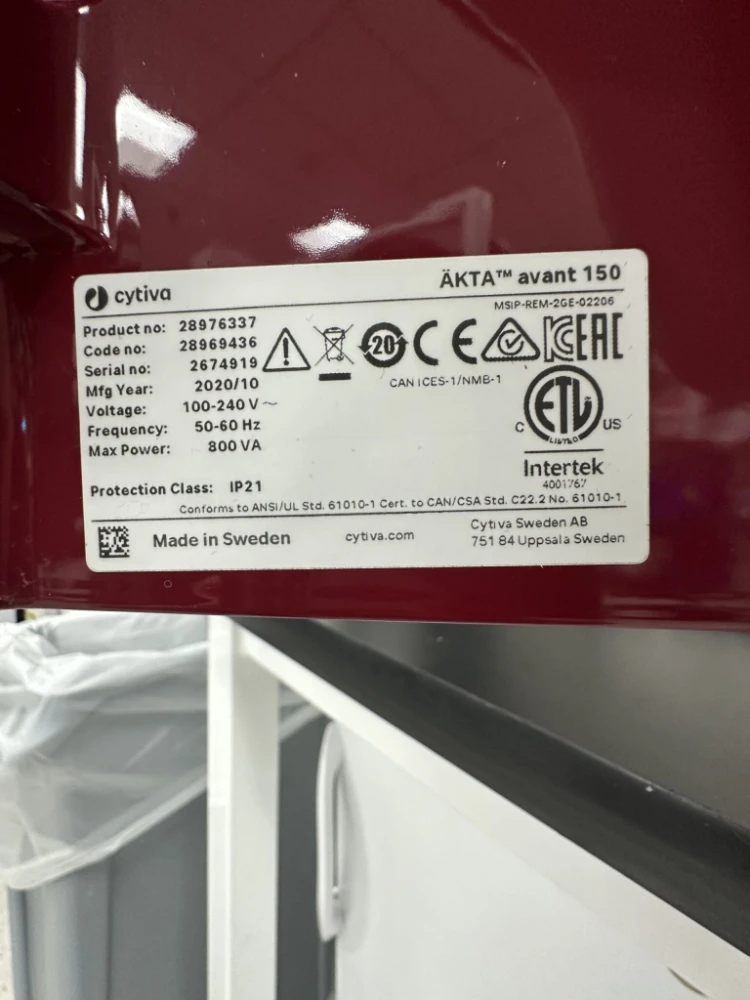 cytiva
ÄKTA™ avant 150
MSIP-REM-2GE-02206
Product no: 28976337
Code no: 28969436
Serial no: 2674919
Mfg Year: 2020/10
Voltage: 100-240 V ~
Frequency: 50-60 Hz
Max Power: 800 VA
20 CE EAC
CAN ICES-1/NMB-1
ETL
LISTED
C US
Intertek
4001767
Protection Class: IP21
Conforms to ANSI/UL Std. 61010-1 Cert. to CAN/CSA Std. C22.2 No. 61010-1
Made in Sweden
cytiva.com
Cytiva Sweden AB
751 84 Uppsala Sweden